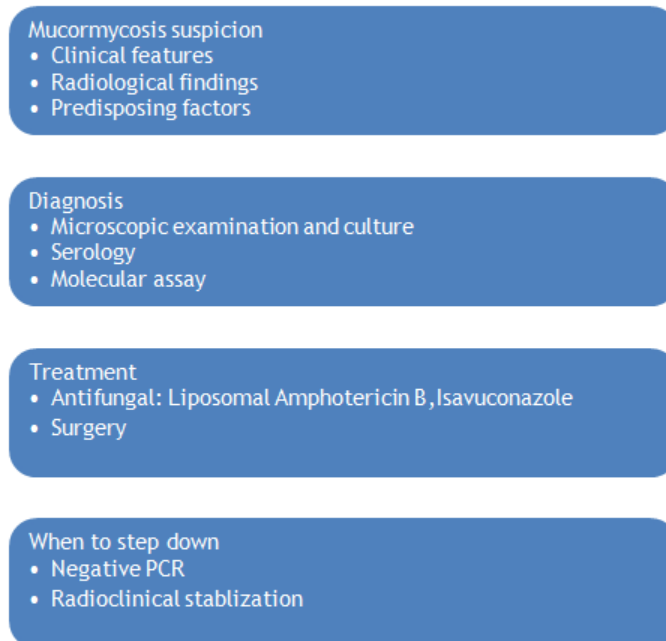 Mucormycosis suspicion
• Clinical features
• Radiological findings
• Predisposing factors
Diagnosis
• Microscopic examination and culture
• Serology
• Molecular assay
Treatment
• Antifungal: Liposomal Amphotericin B,Isavuconazole
• Surgery
When to step down
• Negative PCR
• Radioclinical stablization